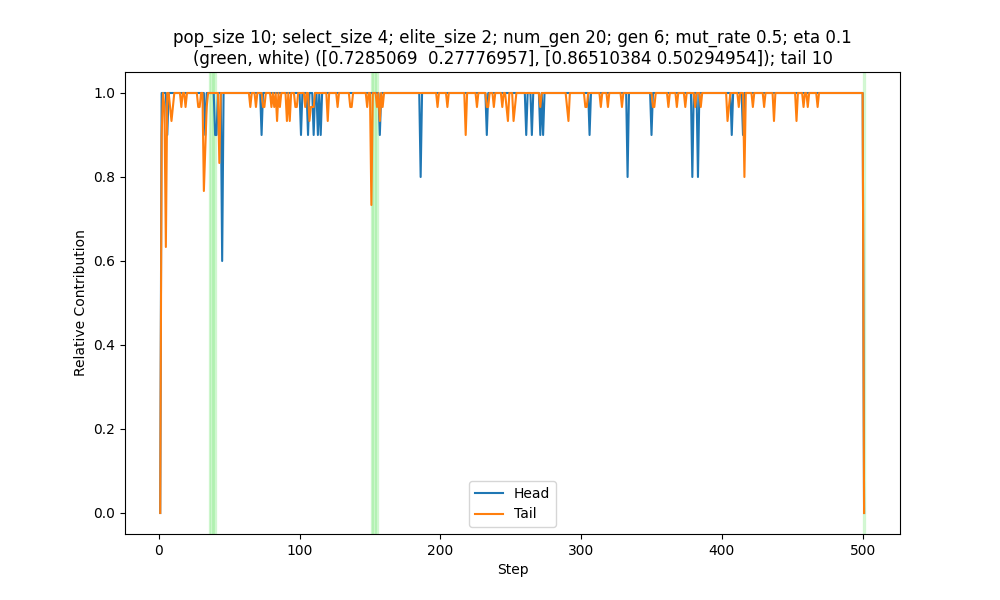 pop_size 10; select_size 4; elite_size 2; num_gen 20; gen 6; mut_rate 0.5; eta 0.1
(green, white) ([0.7285069  0.27776957], [0.86510384 0.50294954]); tail 10
Relative Contribution
1.0
0.8
0.6
0.4
0.2
0.0
Head
Tail
0 100 200 300 400 500
Step